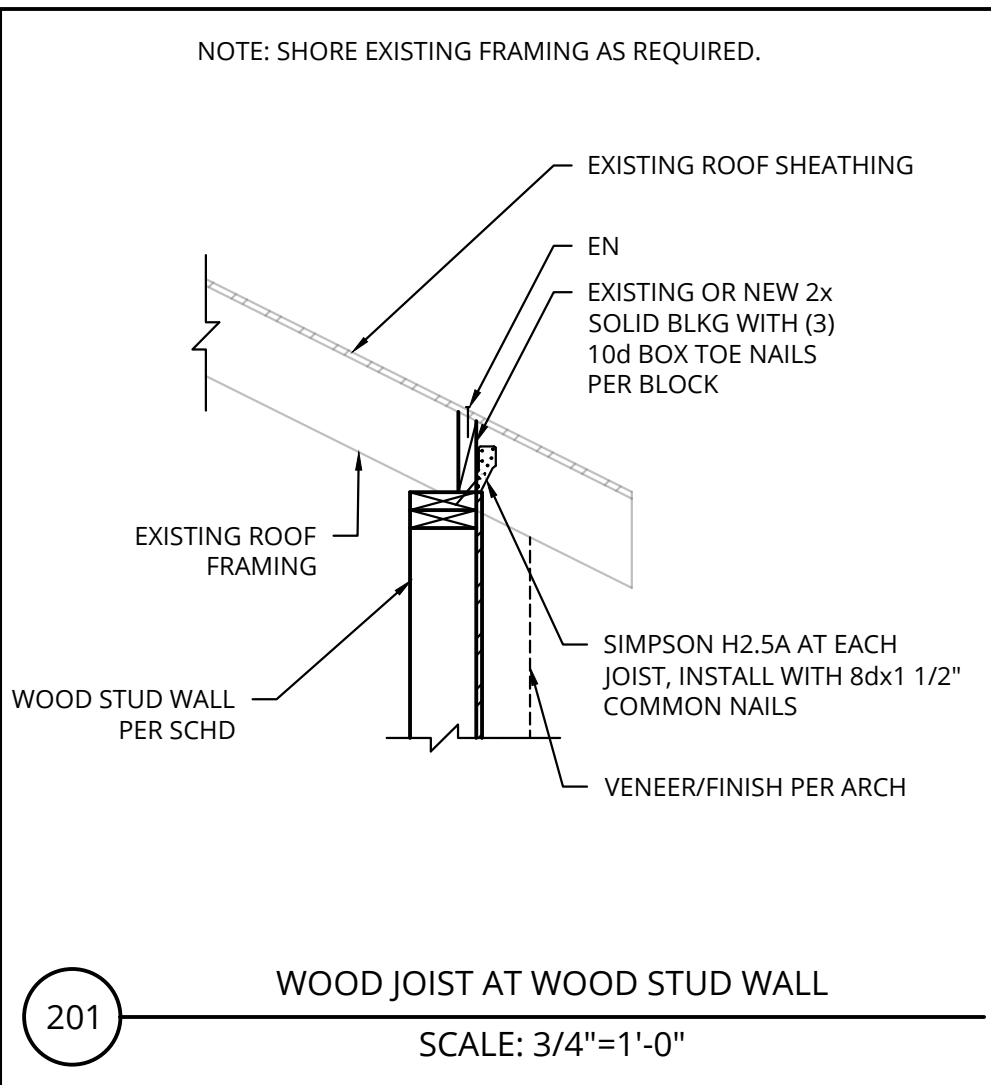 NOTE: SHORE EXISTING FRAMING AS REQUIRED.
EXISTING ROOF SHEATHING
EN
EXISTING OR NEW 2x
SOLID BLKG WITH (3)
10d BOX TOE NAILS
PER BLOCK
EXISTING ROOF
FRAMING
SIMPSON H2.5A AT EACH
JOIST, INSTALL WITH 8dx1 1/2"
COMMON NAILS
WOOD STUD WALL
PER SCHD
VENEER/FINISH PER ARCH
201
WOOD JOIST AT WOOD STUD WALL
SCALE: 3/4"=1'-0"